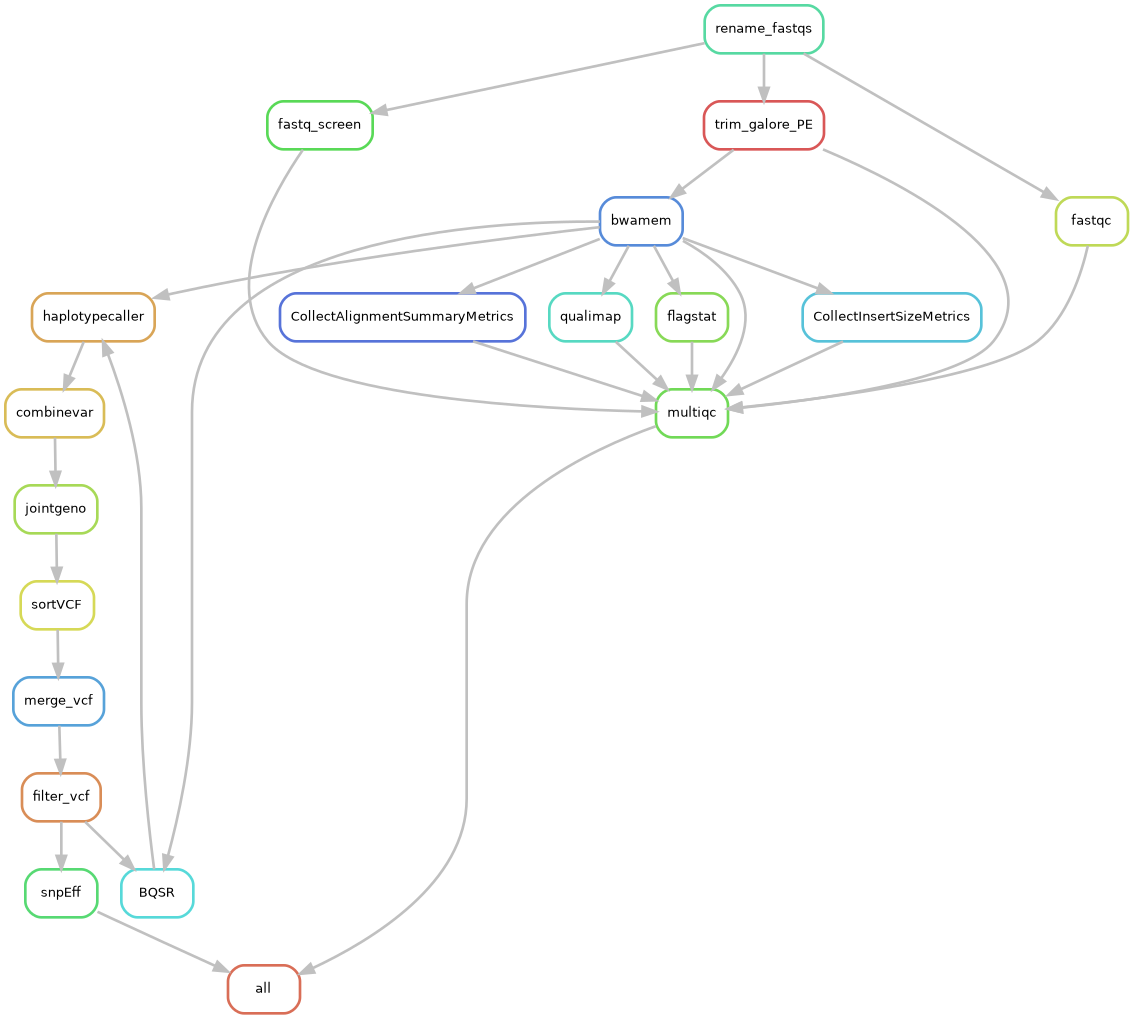 rename_fastqs
fastq_screen
trim_galore_PE
bwamem
fastqc
haplotypecaller
CollectAlignmentSummaryMetrics
qualimap
flagstat
CollectInsertSizeMetrics
combinevar
multiqc
jointgeno
sortVCF
merge_vcf
filter_vcf
snpEff
BQSR
all